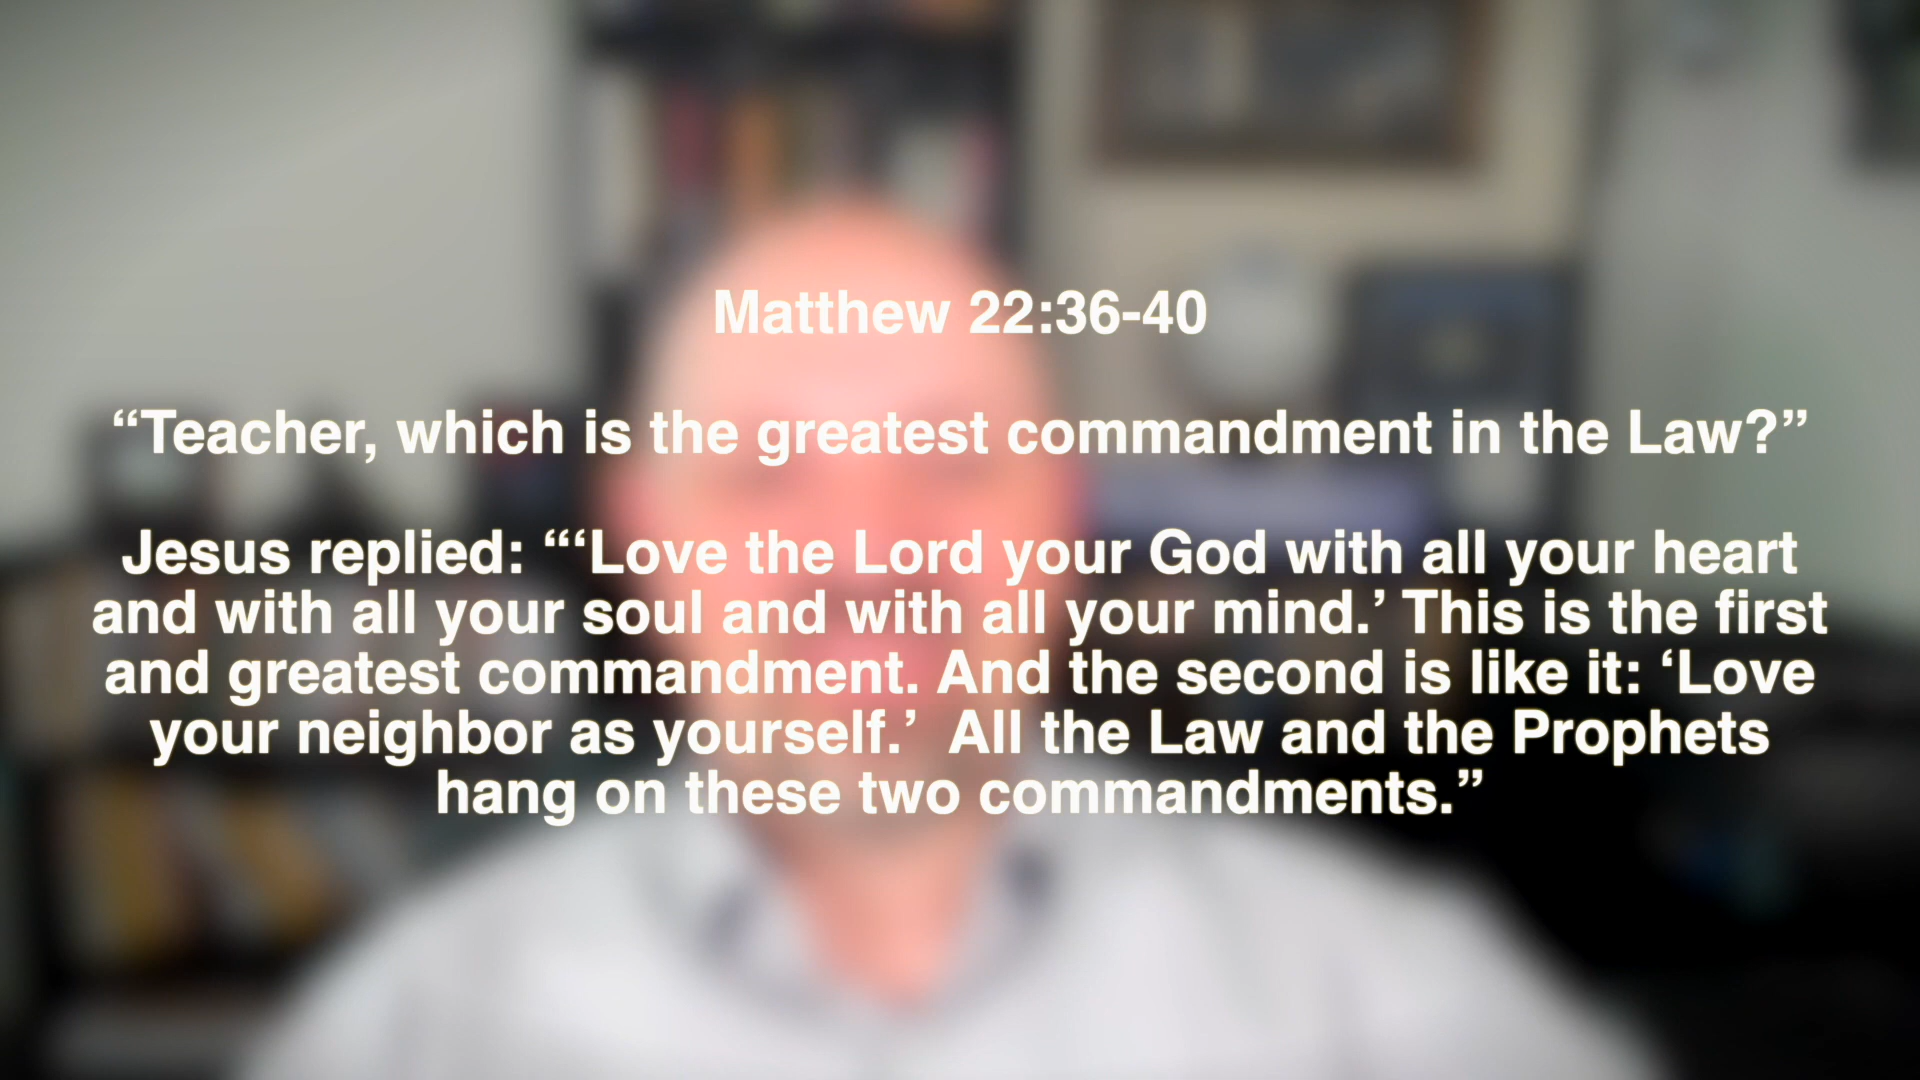 Matthew 22:36-40
“Teacher, which is the greatest commandment in the Law?”
Jesus replied: “‘Love the Lord your God with all your heart
and with all your soul and with all your mind.’ This is the first
and greatest commandment. And the second is like it: ‘Love
your neighbor as yourself.’  All the Law and the Prophets
hang on these two commandments.”